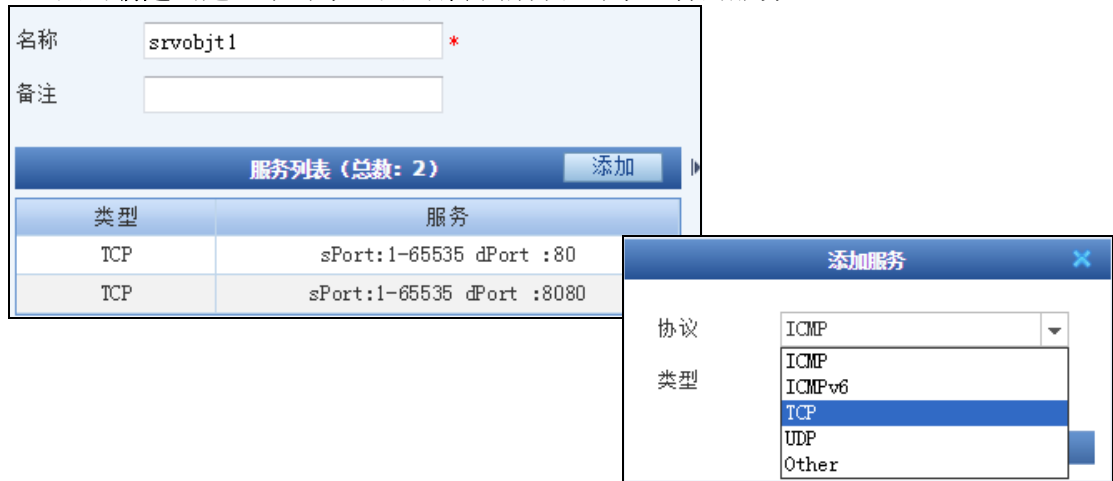 名称 srvobjt1 *
备注
服务列表（总数：2） 添加
类型 服务
TCP sPort:1-65535 dPort :80
TCP sPort:1-65535 dPort :8080
添加服务
协议 ICMP
类型
ICMP
ICMPv6
TCP
UDP
Other